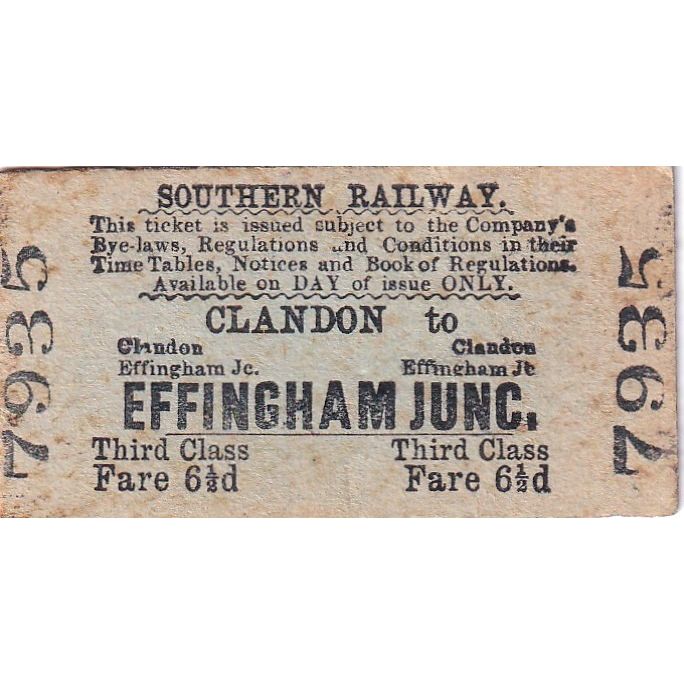 SOUTHERN RAILWAY.
This ticket is issued subject to the Company's
Bye-laws, Regulations and Conditions in their
Time Tables, Notices and Book of Regulations.
Available on DAY of issue ONLY.
CLANDON to
Clandon Clandon
Effingham Jc. Effingham Jc
EFFINGHAM JUNC.
Third Class Third Class
Fare 6½d Fare 6½d
7935
7935